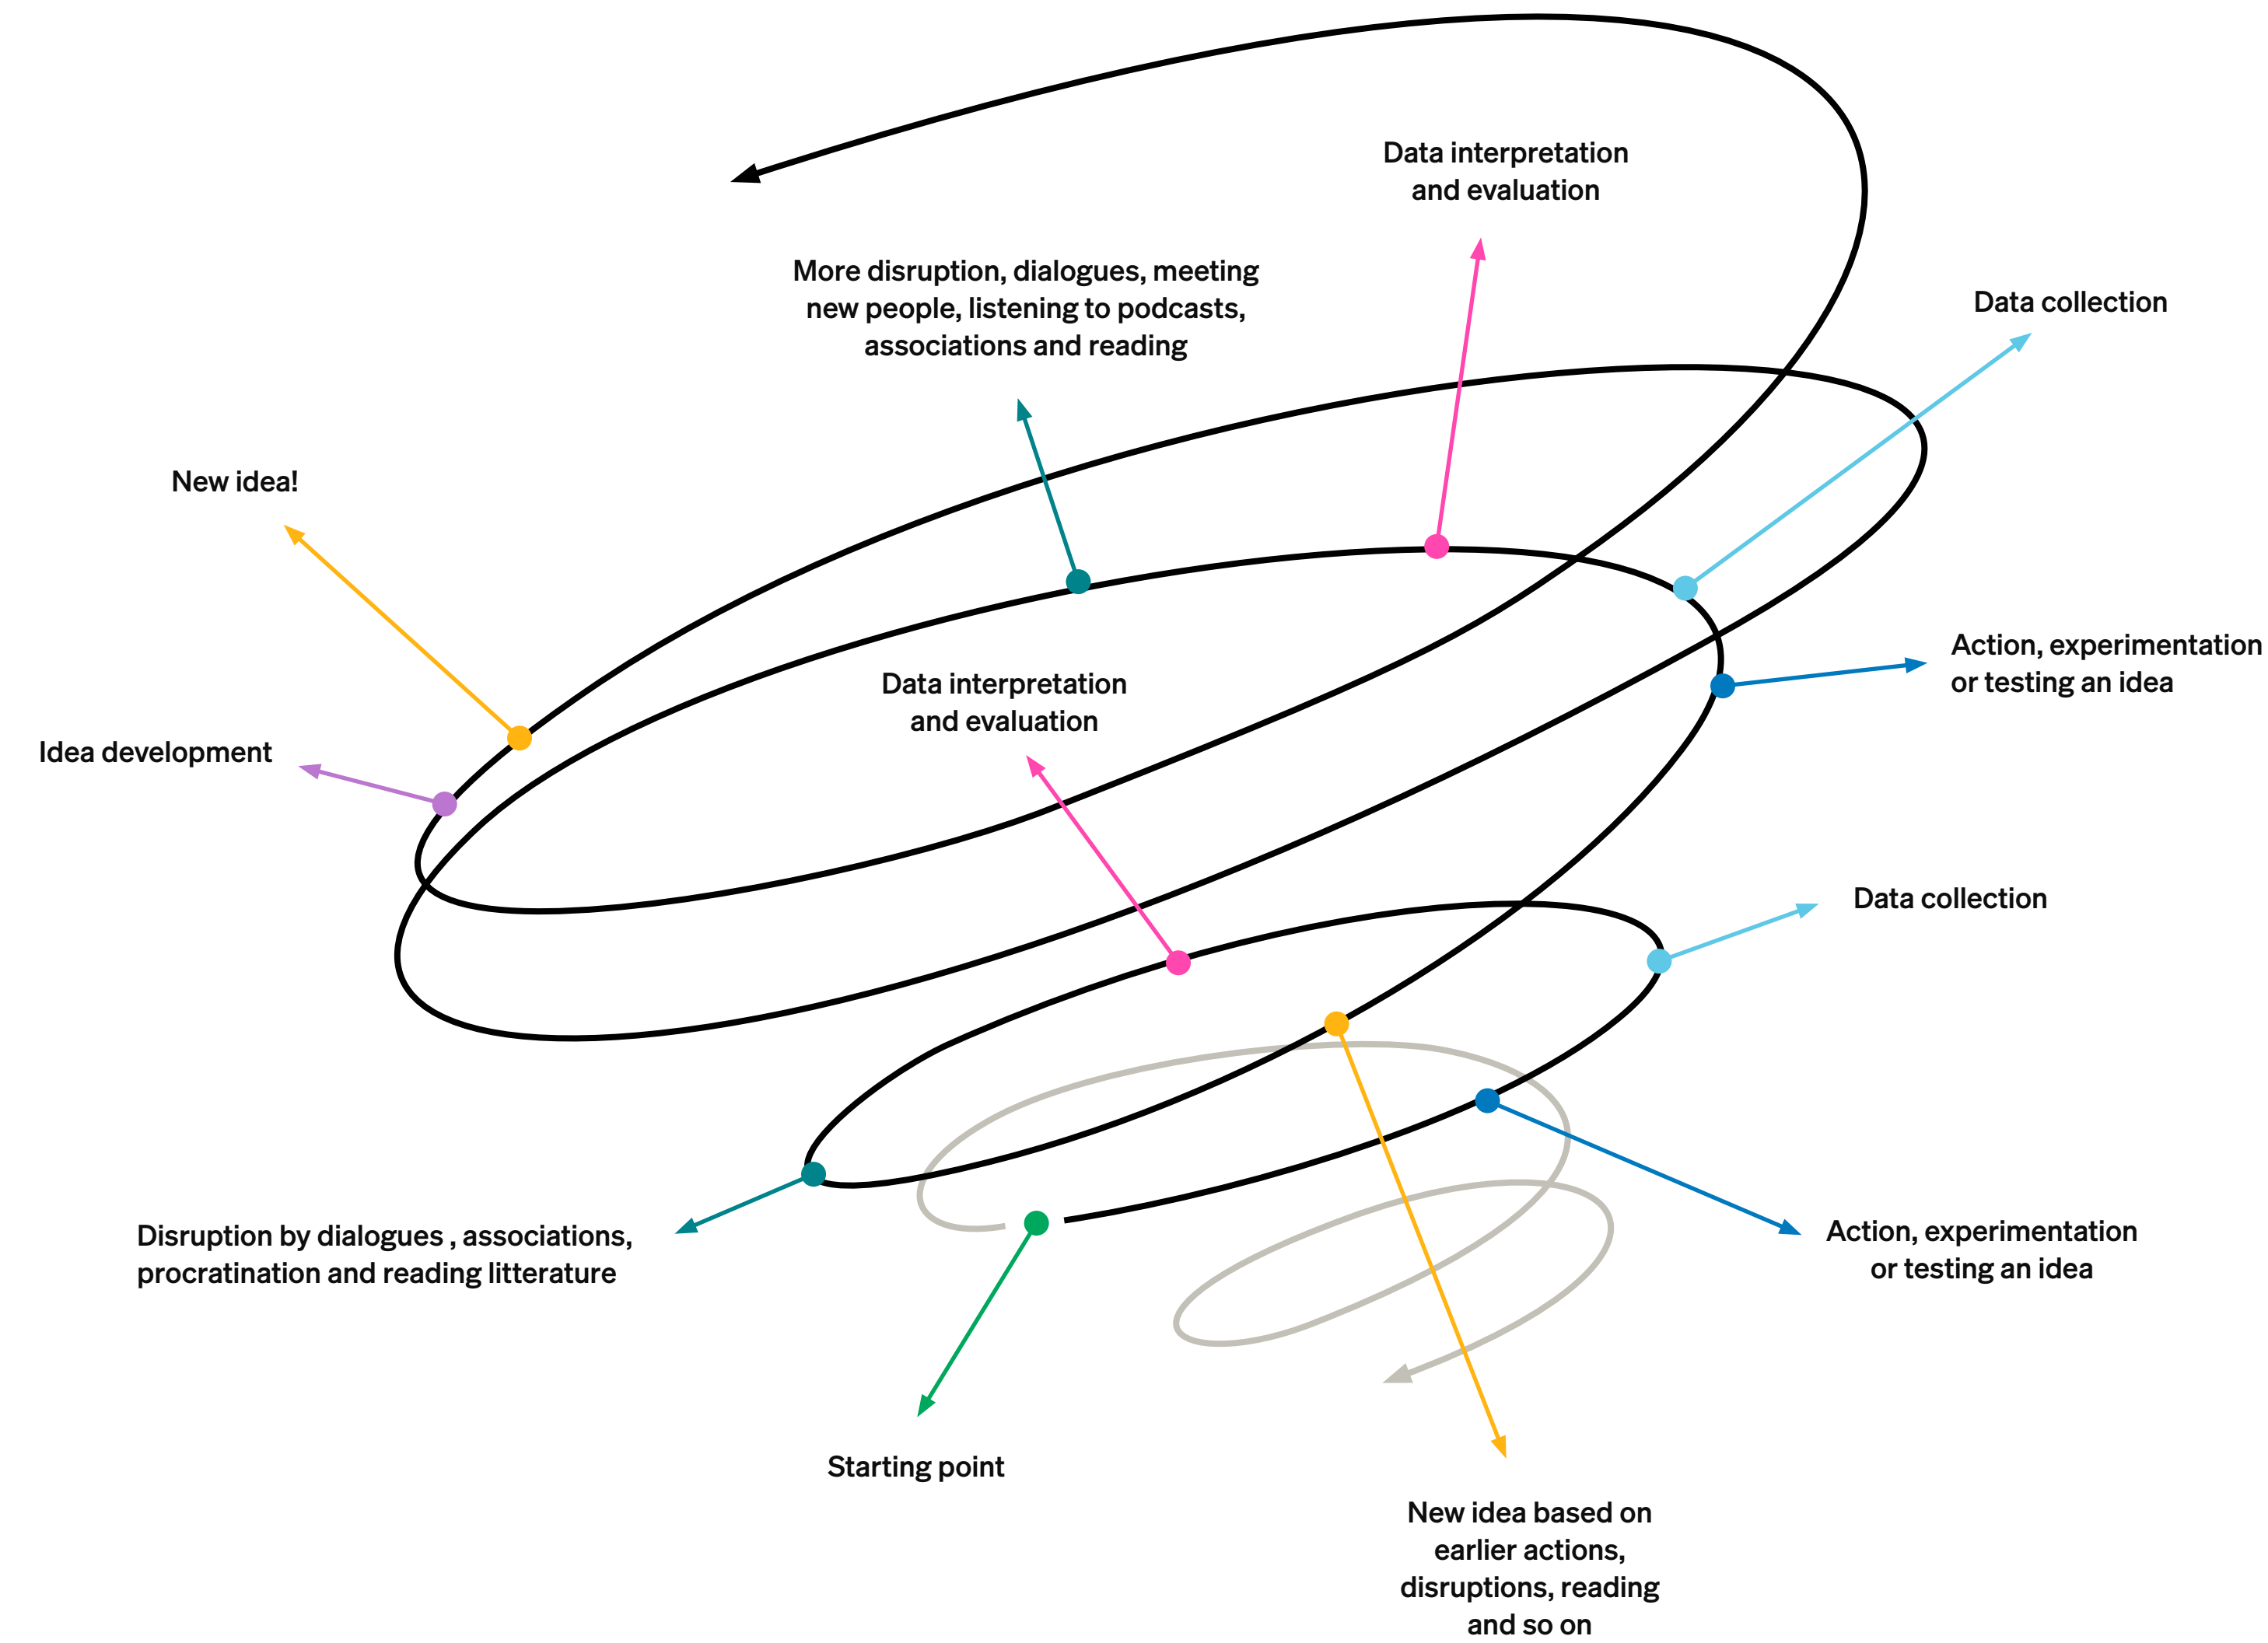 Data interpretation
and evaluation
More disruption, dialogues, meeting
new people, listening to podcasts,
associations and reading
Data collection
New idea!
Action, experimentation
or testing an idea
Data interpretation
and evaluation
Idea development
Data collection
Disruption by dialogues , associations,
procratination and reading litterature
Action, experimentation
or testing an idea
Starting point
New idea based on
earlier actions,
disruptions, reading
and so on